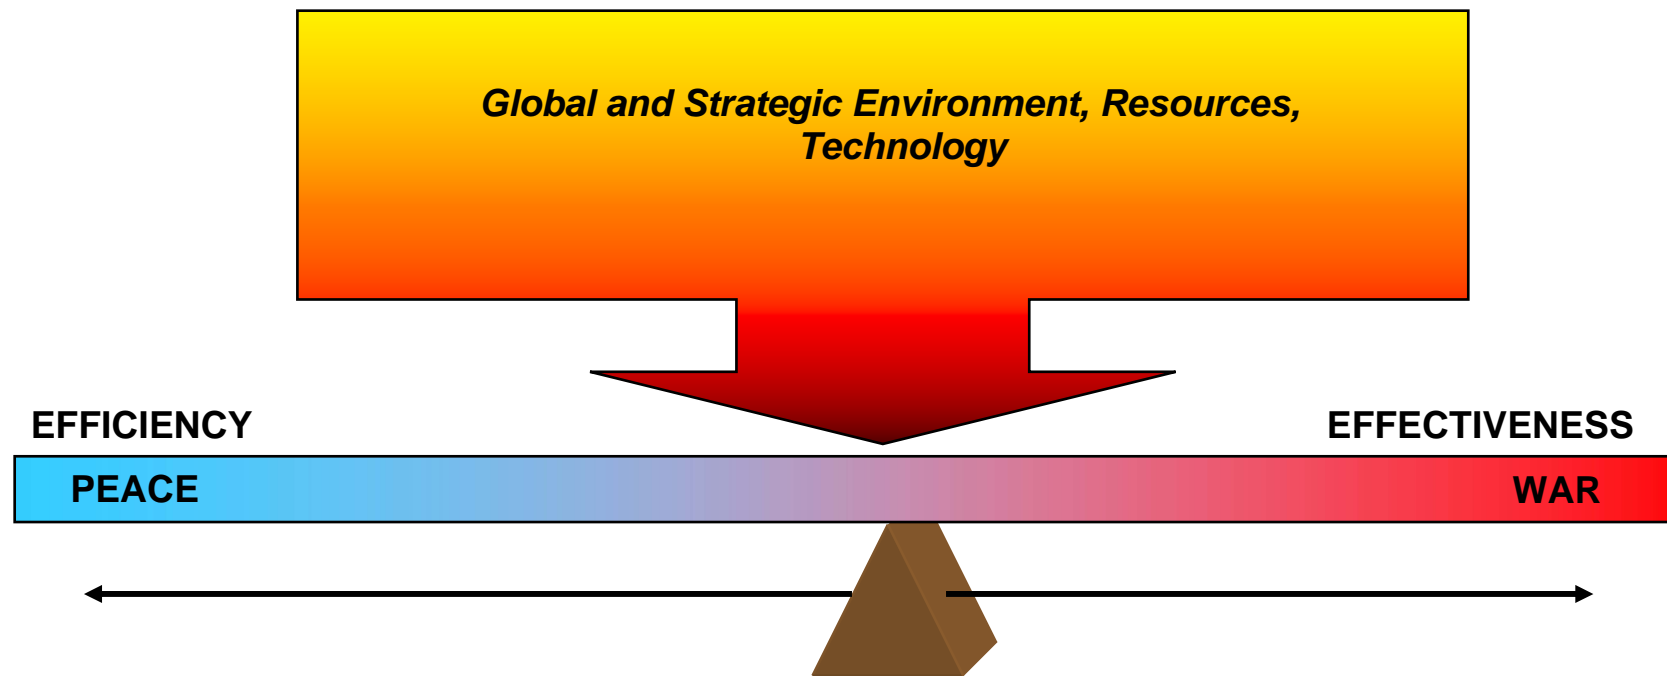 Global and Strategic Environment, Resources,
Technology
EFFICIENCY
EFFECTIVENESS
PEACE
WAR